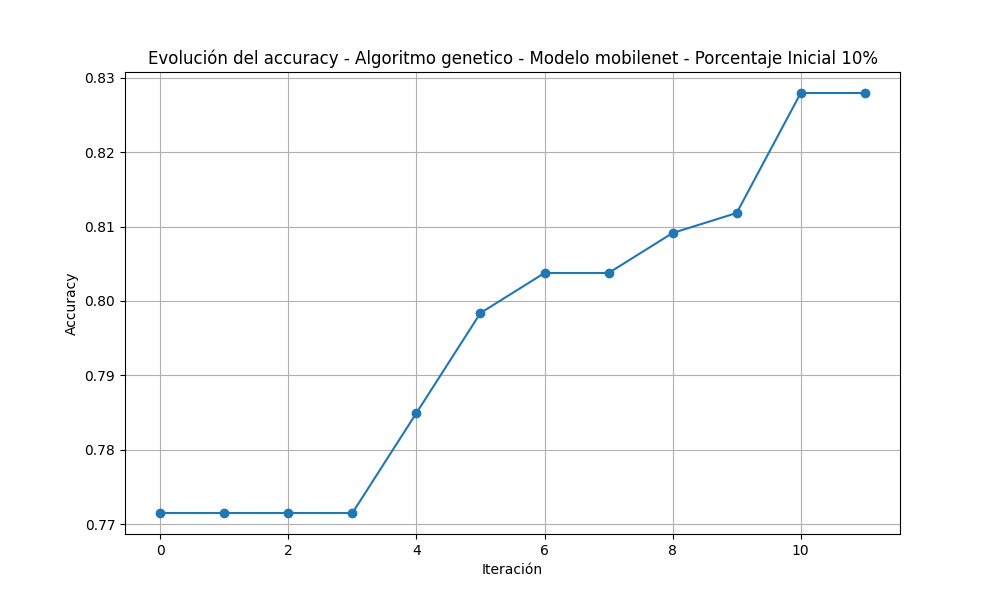 Evolución del accuracy - Algoritmo genetico - Modelo mobilenet - Porcentaje Inicial 10%
0.83
0.82
0.81
0.80
0.79
0.78
0.77
Accuracy
0 2 4 6 8 10
Iteración